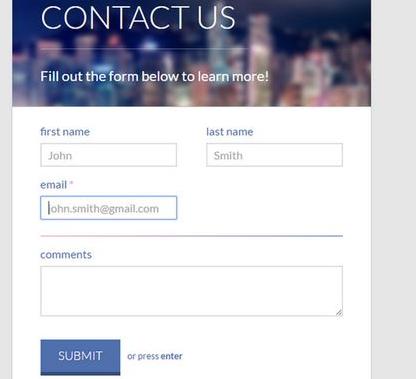 CONTACT US
Fill out the form below to learn more!
first name
last name
John
Smith
email *
john.smith@gmail.com
comments
SUBMIT
or press enter